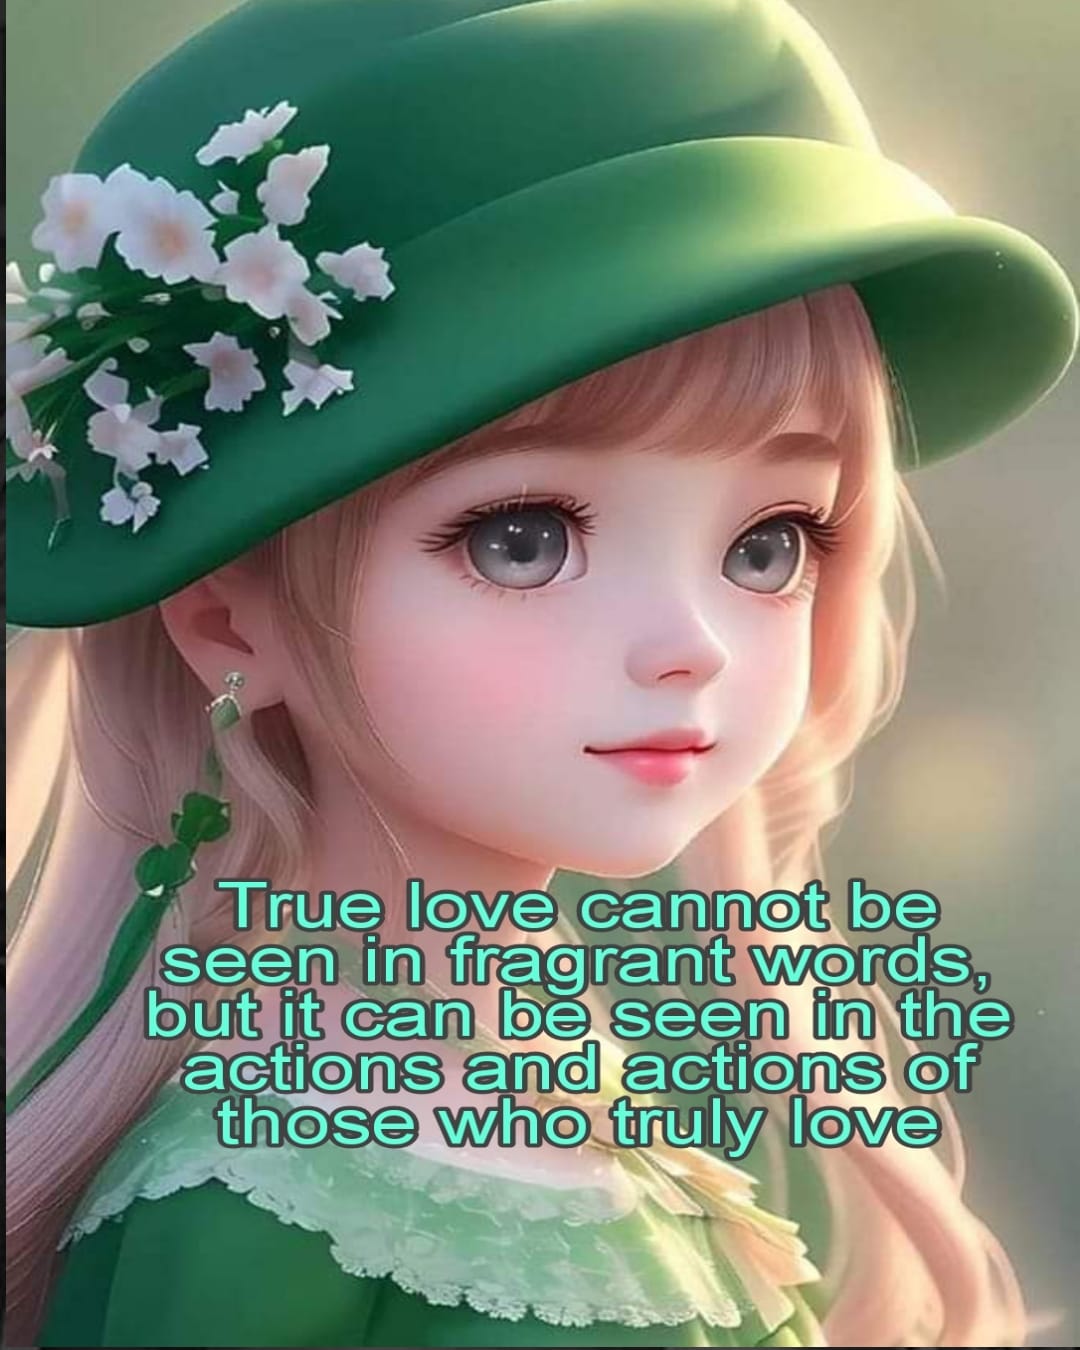 True love cannot be
seen in fragrant words,
but it can be seen in the
actions and actions of
those who truly love